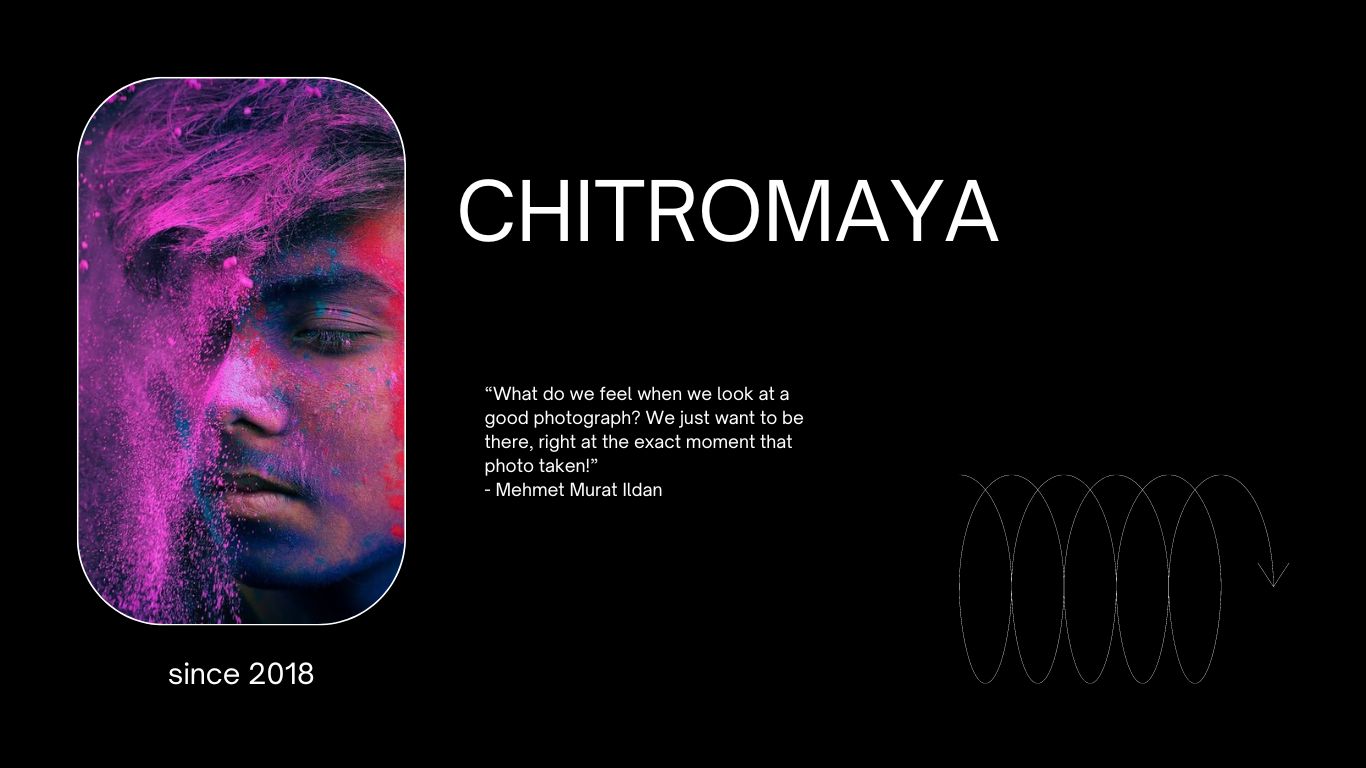 CHITROMAYA
“What do we feel when we look at a
good photograph? We just want to be
there, right at the exact moment that
photo taken!”
- Mehmet Murat Ildan
since 2018